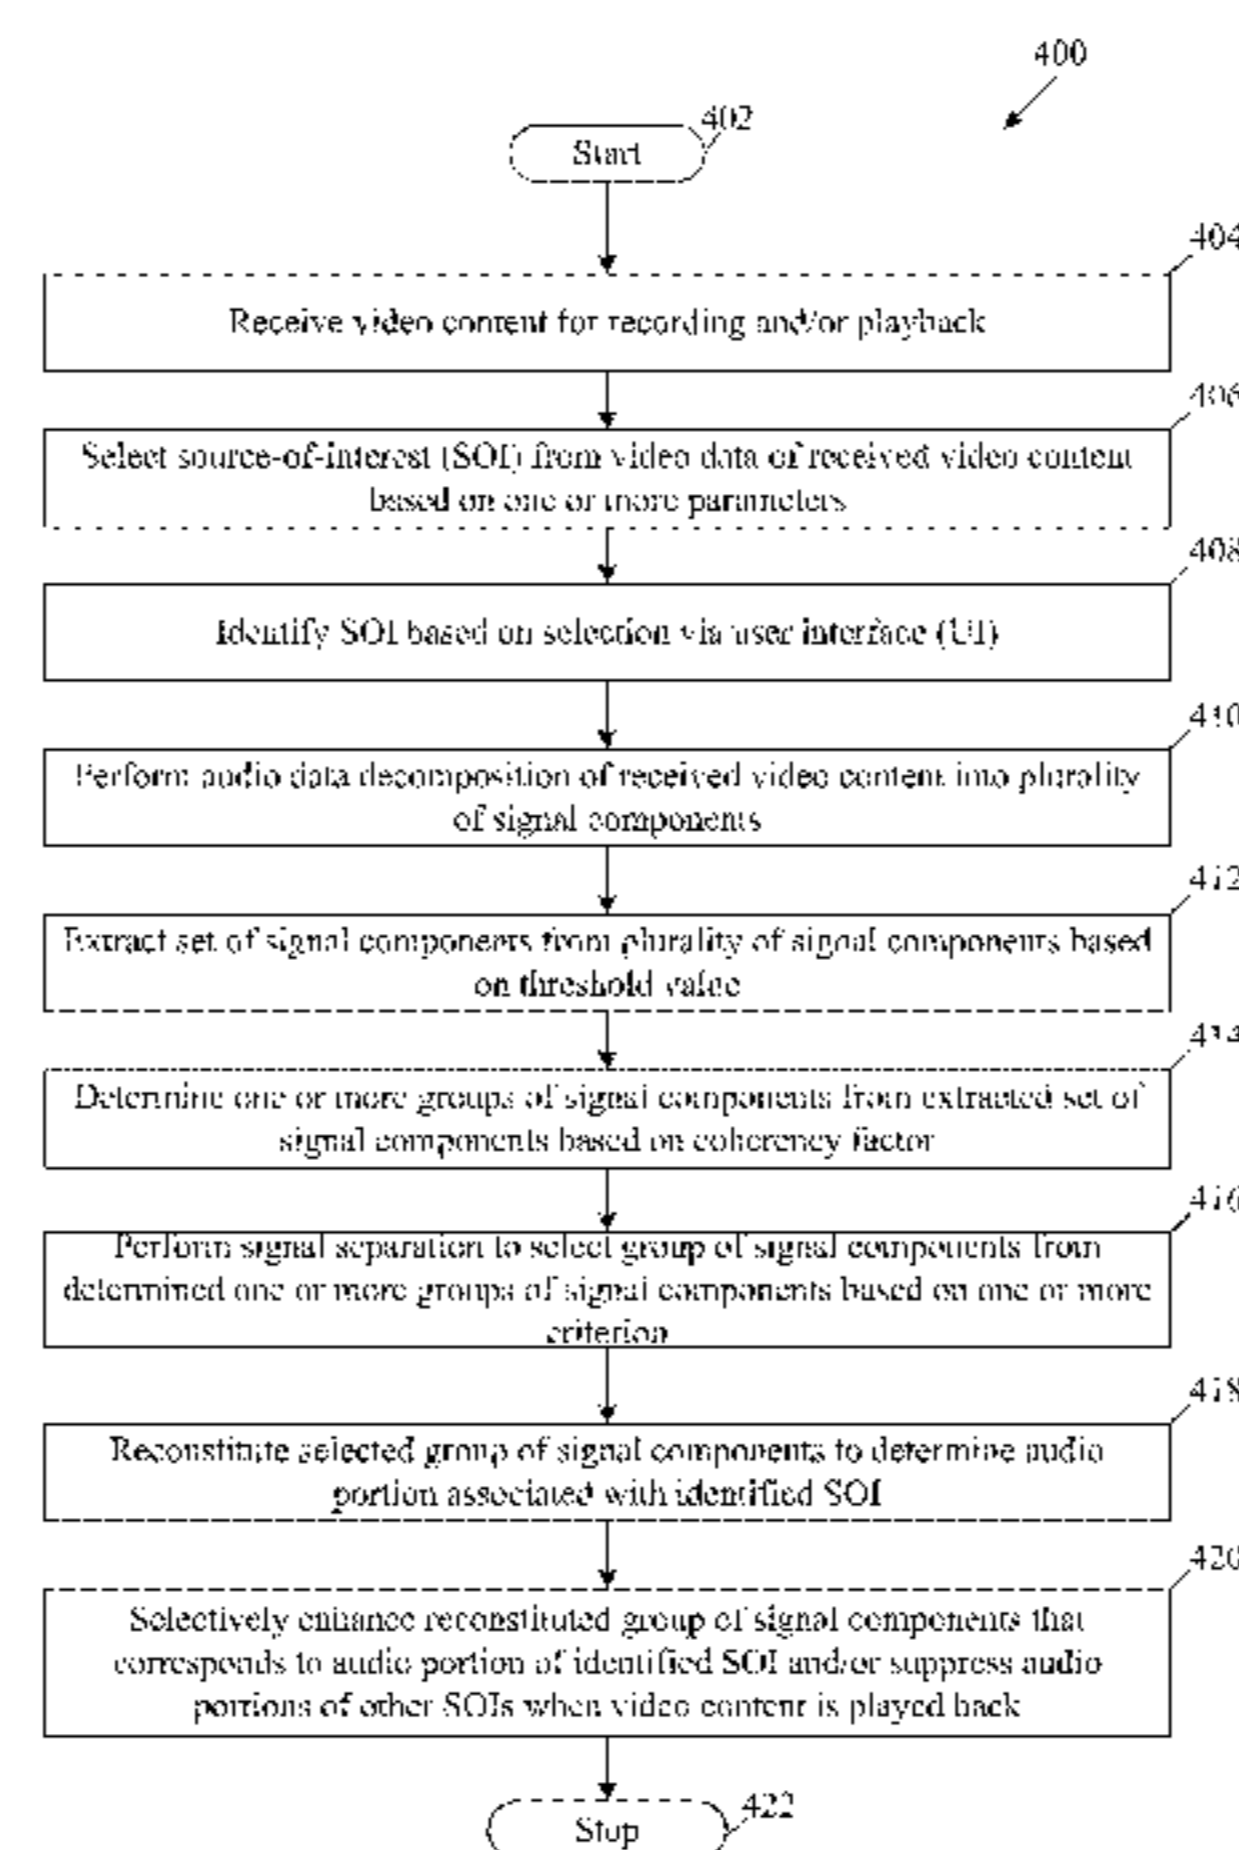 400
402
Start
404
Receive video content for recording and/or playback
406
Select source-of-interest (SOI) from video data of received video content
based on one or more parameters
408
Identify SOI based on selection via user interface (UI)
410
Perform audio data decomposition of received video content into plurality
of signal components
412
Extract set of signal components from plurality of signal components based
on threshold value
414
Determine one or more groups of signal components from extracted set of
signal components based on coherency factor
416
Perform signal separation to select group of signal components from
determined one or more groups of signal components based on one or more
criterion
418
Reconstitute selected group of signal components to determine audio
portion associated with identified SOI
420
Selectively enhance reconstituted group of signal components that
corresponds to audio portion of identified SOI and/or suppress audio
portions of other SOIs when video content is played back
422
Stop